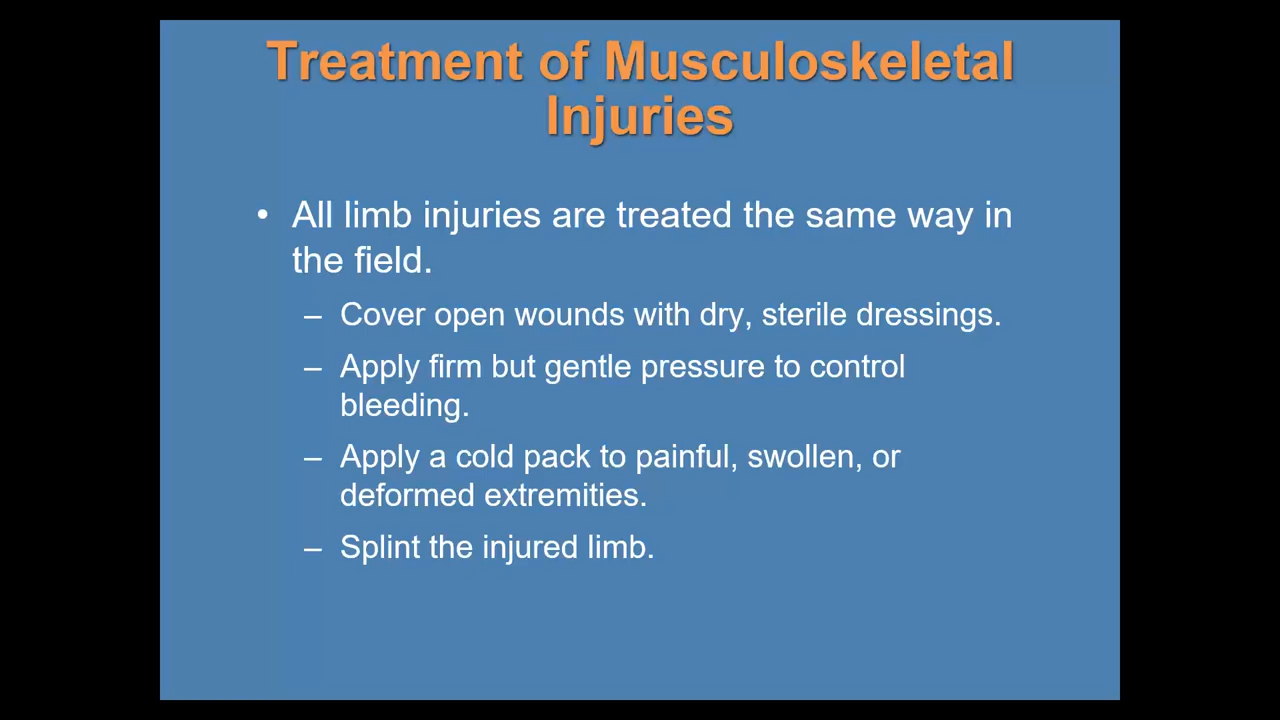 Treatment of Musculoskeletal
Injuries
• All limb injuries are treated the same way in
the field.
– Cover open wounds with dry, sterile dressings.
– Apply firm but gentle pressure to control
bleeding.
– Apply a cold pack to painful, swollen, or
deformed extremities.
– Splint the injured limb.